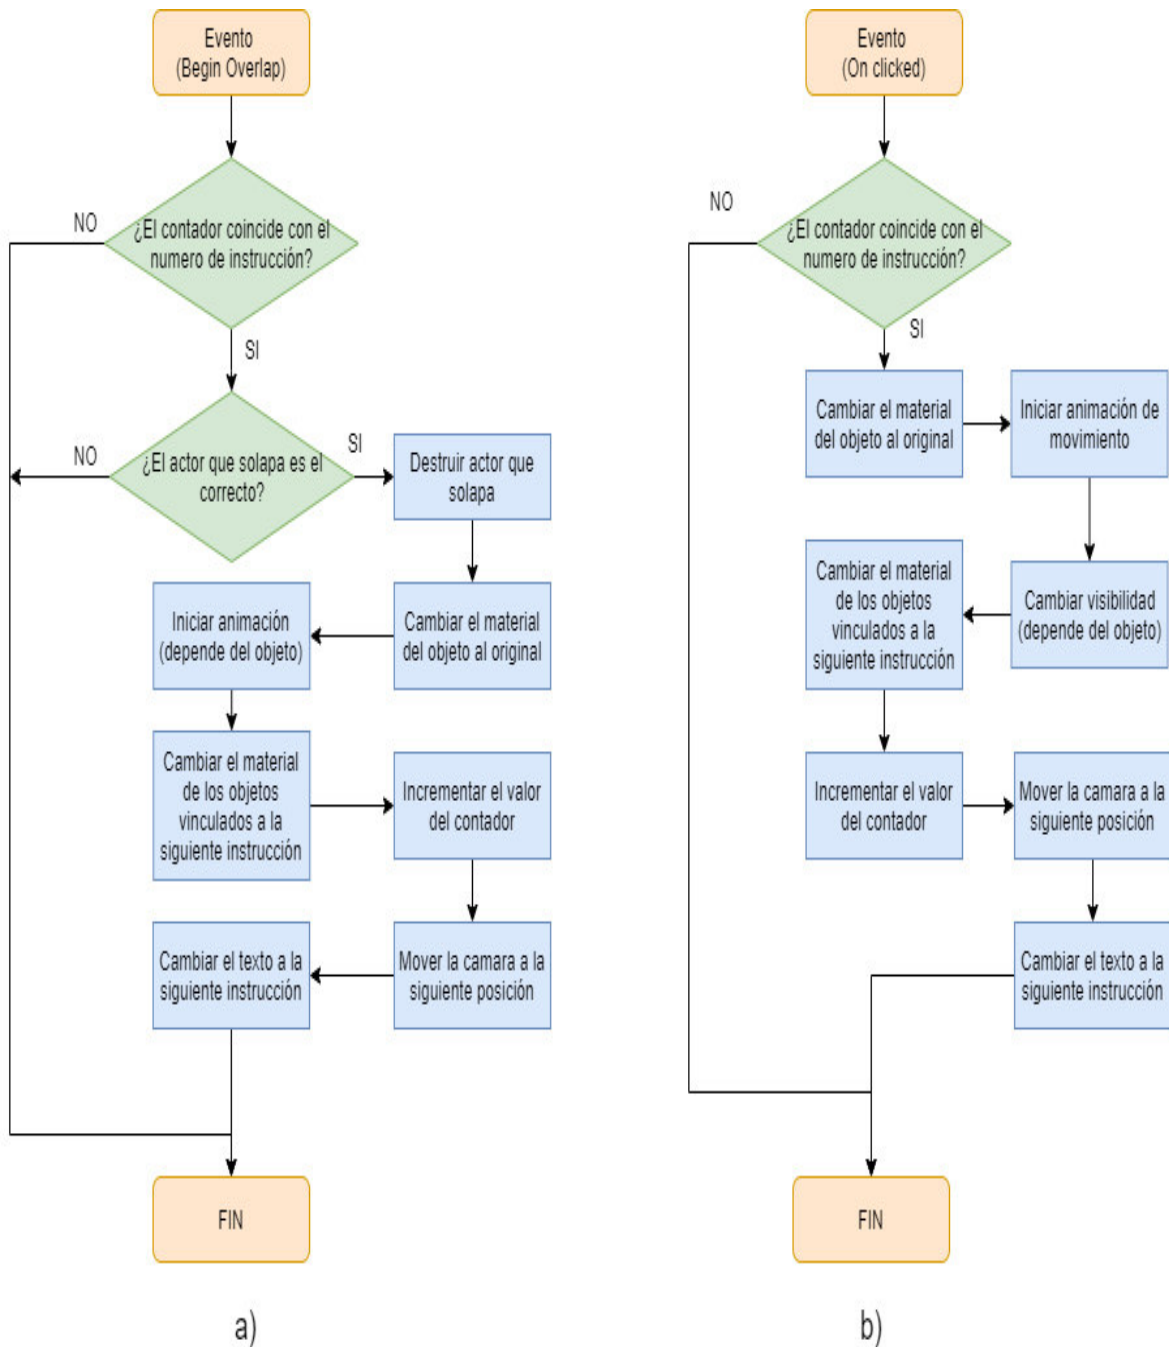 Evento
(Begin Overlap)
¿El contador coincide con el
numero de instrucción?
NO
SI
¿El actor que solapa es el
correcto?
NO
SI
Destruir actor que
solapa
Cambiar el material
del objeto al original
Iniciar animación
(depende del objeto)
Cambiar el material
de los objetos
vinculados a la
siguiente instrucción
Incrementar el valor
del contador
Mover la camara a la
siguiente posición
Cambiar el texto a la
siguiente instrucción
FIN
a)
Evento
(On clicked)
¿El contador coincide con el
numero de instrucción?
NO
SI
Cambiar el material
del objeto al original
Iniciar animación de
movimiento
Cambiar visibilidad
(depende del objeto)
Cambiar el material
de los objetos
vinculados a la
siguiente instrucción
Incrementar el valor
del contador
Mover la camara a la
siguiente posición
Cambiar el texto a la
siguiente instrucción
FIN
b)